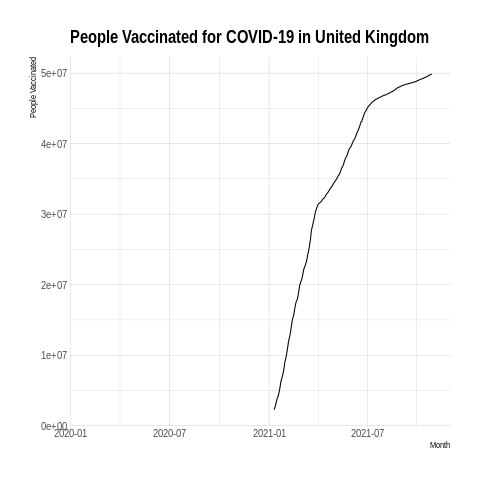 People Vaccinated for COVID-19 in United Kingdom
People Vaccinated
5e+07
4e+07
3e+07
2e+07
1e+07
0e+00
2020-01 2020-07 2021-01 2021-07
Month